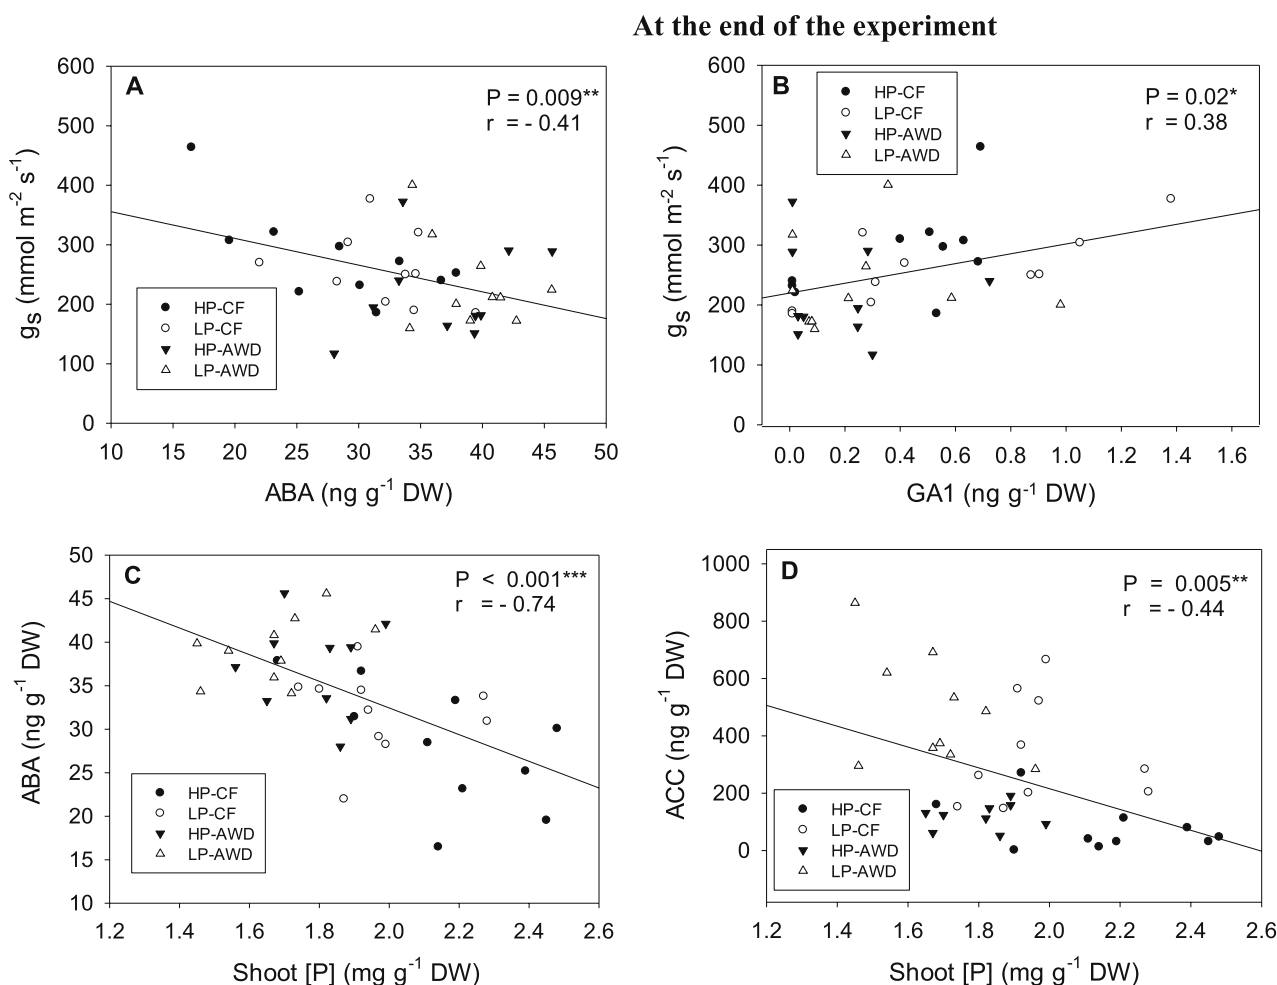 At the end of the experiment
A
P = 0.009**
r = - 0.41
600
500
400
300
200
100
0
gs (mmol m-2 s-1)
HP-CF
LP-CF
HP-AWD
LP-AWD
10 15 20 25 30 35 40 45 50
ABA (ng g-1 DW)
B
HP-CF
LP-CF
HP-AWD
LP-AWD
P = 0.02*
r = 0.38
600
500
400
300
200
100
0
gs (mmol m-2 s-1)
0.0 0.2 0.4 0.6 0.8 1.0 1.2 1.4 1.6
GA1 (ng g-1 DW)
C
P < 0.001***
r = - 0.74
50
45
40
35
30
25
20
15
10
ABA (ng g-1 DW)
HP-CF
LP-CF
HP-AWD
LP-AWD
1.2 1.4 1.6 1.8 2.0 2.2 2.4 2.6
Shoot [P] (mg g-1 DW)
D
P = 0.005**
r = - 0.44
1000
800
600
400
200
0
ACC (ng g-1 DW)
HP-CF
LP-CF
HP-AWD
LP-AWD
1.2 1.4 1.6 1.8 2.0 2.2 2.4 2.6
Shoot [P] (mg g-1 DW)